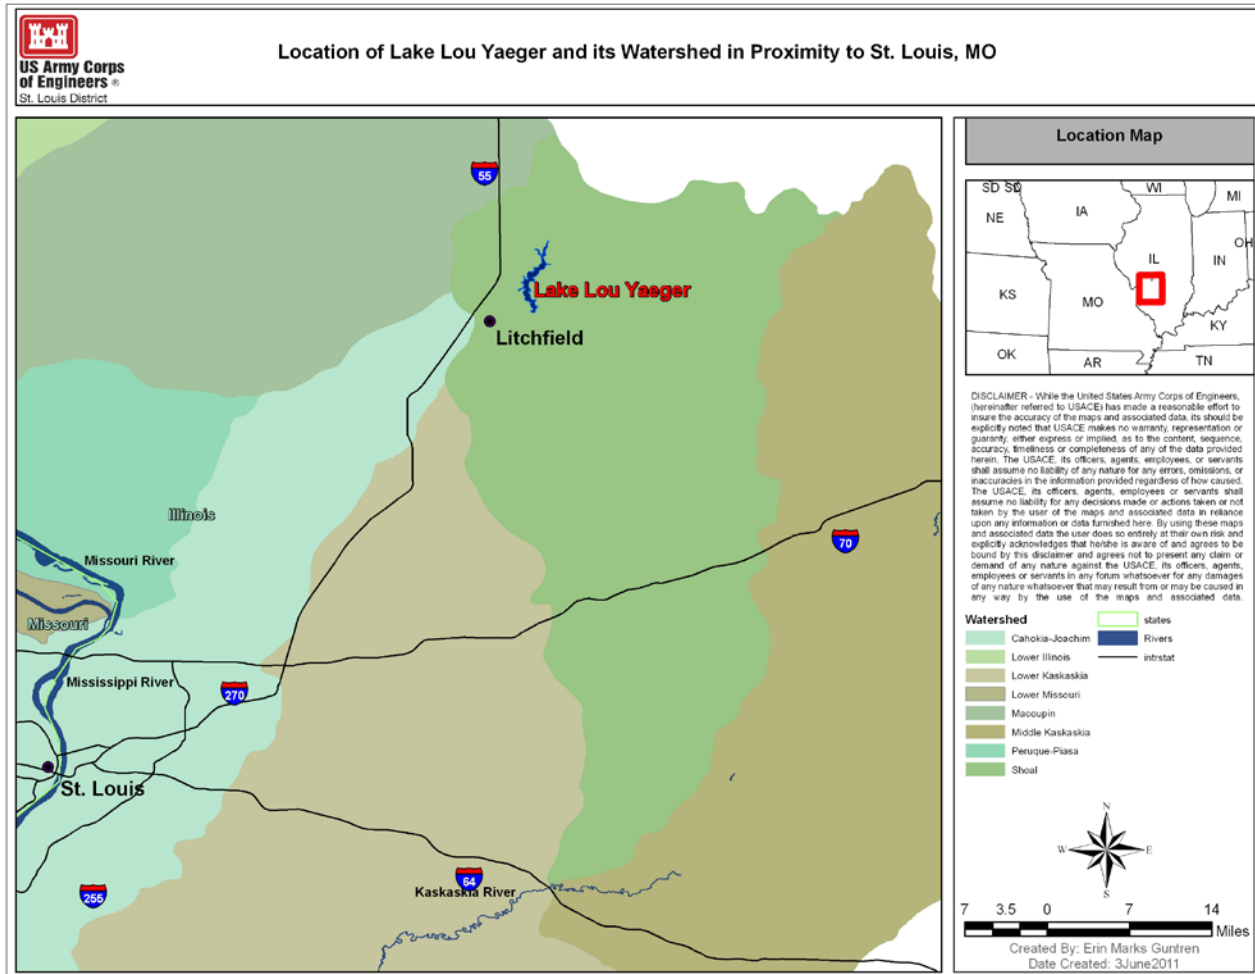 US Army Corps
of Engineers ®
St. Louis District
Location of Lake Lou Yaeger and its Watershed in Proximity to St. Louis, MO
55
Lake Lou Yaeger
Litchfield
Illinois
70
Missouri River
Missouri
Mississippi River
270
St. Louis
64
Kaskaskia River
255
Location Map
SD SD
WI
MI
NE
IA
OH
IL
IN
KS
MO
KY
OK
AR
TN
DISCLAIMER - While the United States Army Corps of Engineers,
(hereinafter referred to USACE) has made a reasonable effort to
insure the accuracy of the maps and associated data, its should be
explicitly noted that USACE makes no warranty, representation or
guaranty, either express or implied, as to the content, sequence,
accuracy, timeliness or completeness of any of the data provided
herein. The USACE, its officers, agents, employees, or servants
shall assume no liability of any nature for any errors, omissions, or
inaccuracies in the information provided regardless of how caused.
The USACE, its officers, agents, employees or servants shall
assume no liability for any decisions made or actions taken or not
taken by the user of the maps and associated data in reliance
upon any information or data furnished here. By using these maps
and associated data the user does so entirely at their own risk and
explicitly acknowledges that he/she is aware of and agrees to be
bound by this disclaimer and agrees not to present any claim or
demand of any nature against the USACE, its officers, agents,
employees or servants in any forum whatsoever for any damages
of any nature whatsoever that may result from or may be caused in
any way by the use of the maps and associated data.
Watershed
Cahokia-Joachim
Lower Illinois
Lower Kaskaskia
Lower Missouri
Macoupin
Middle Kaskaskia
Peruque-Piasa
Shoal
states
Rivers
intrstat
N
W E
S
7 3.5 0 7 14
Miles
Created By: Erin Marks Guntren
Date Created: 3June2011